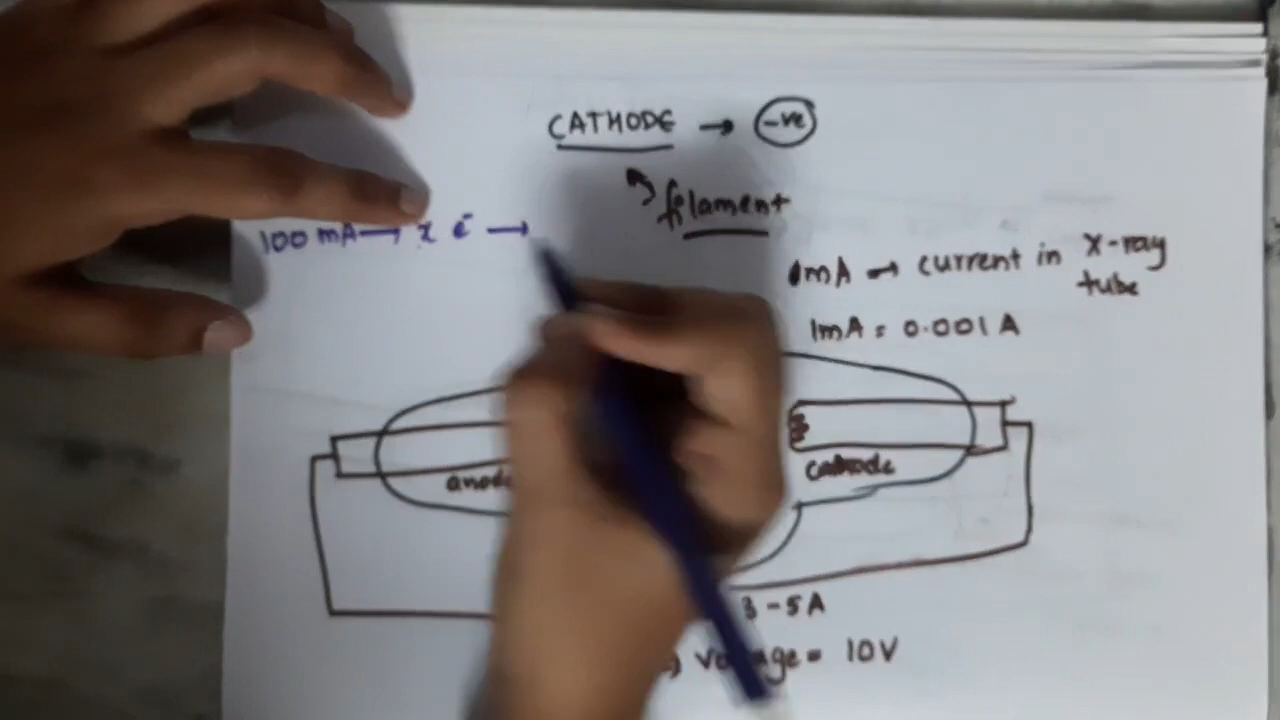 CATHODE → -ve
filament
100 mA → x e⁻ →
mA → current in X-ray
tube
1mA = 0.001 A
cathode
anode
3-5A
voltage = 10V